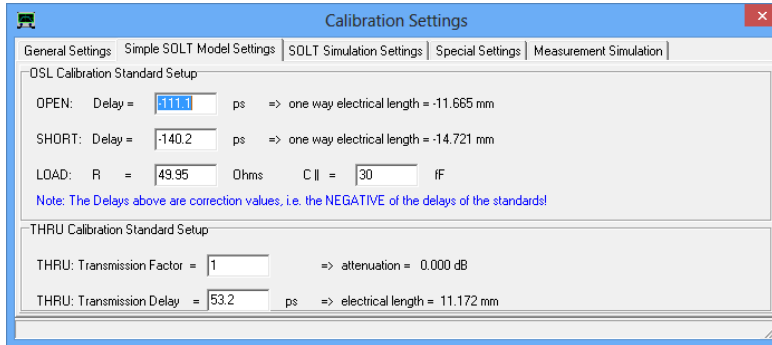 Calibration Settings
General Settings Simple SOLT Model Settings SOLT Simulation Settings Special Settings Measurement Simulation
OSL Calibration Standard Setup
OPEN: Delay = -111.1 ps => one way electrical length = -11.665 mm
SHORT: Delay = -140.2 ps => one way electrical length = -14.721 mm
LOAD: R = 49.95 Ohms C || = 30 fF
Note: The Delays above are correction values, i.e. the NEGATIVE of the delays of the standards!
THRU Calibration Standard Setup
THRU: Transmission Factor = 1 => attenuation = 0.000 dB
THRU: Transmission Delay = 53.2 ps => electrical length = 11.172 mm